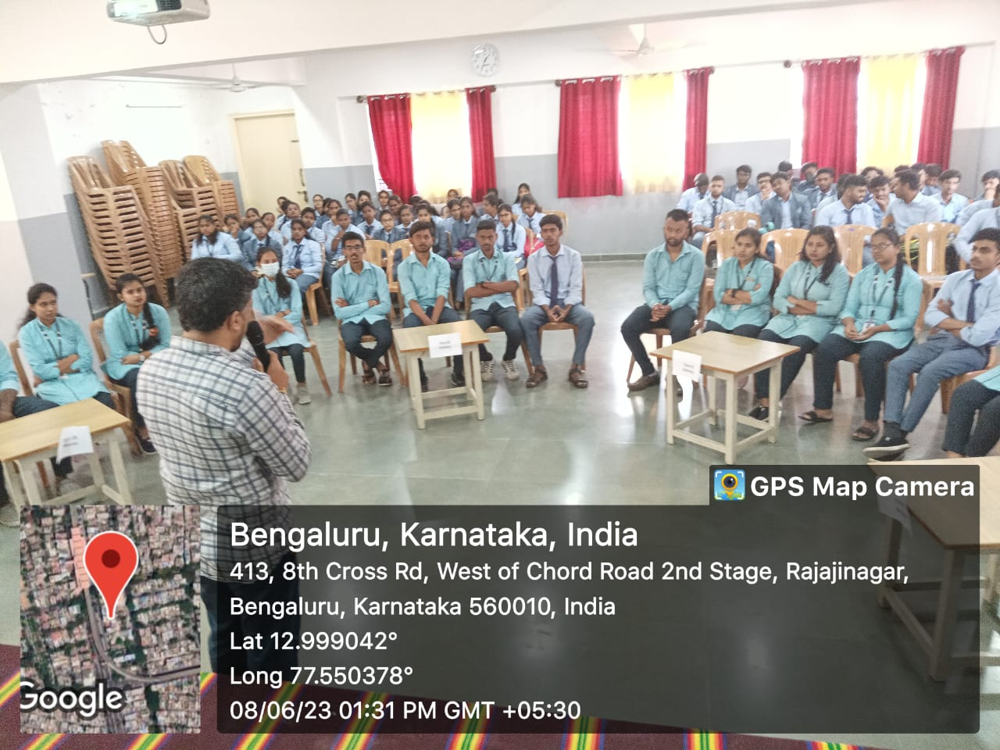 GPS Map Camera
Bengaluru, Karnataka, India
413, 8th Cross Rd, West of Chord Road 2nd Stage, Rajajinagar,
Bengaluru, Karnataka 560010, India
Lat 12.999042°
Long 77.550378°
08/06/23 01:31 PM GMT +05:30
Google